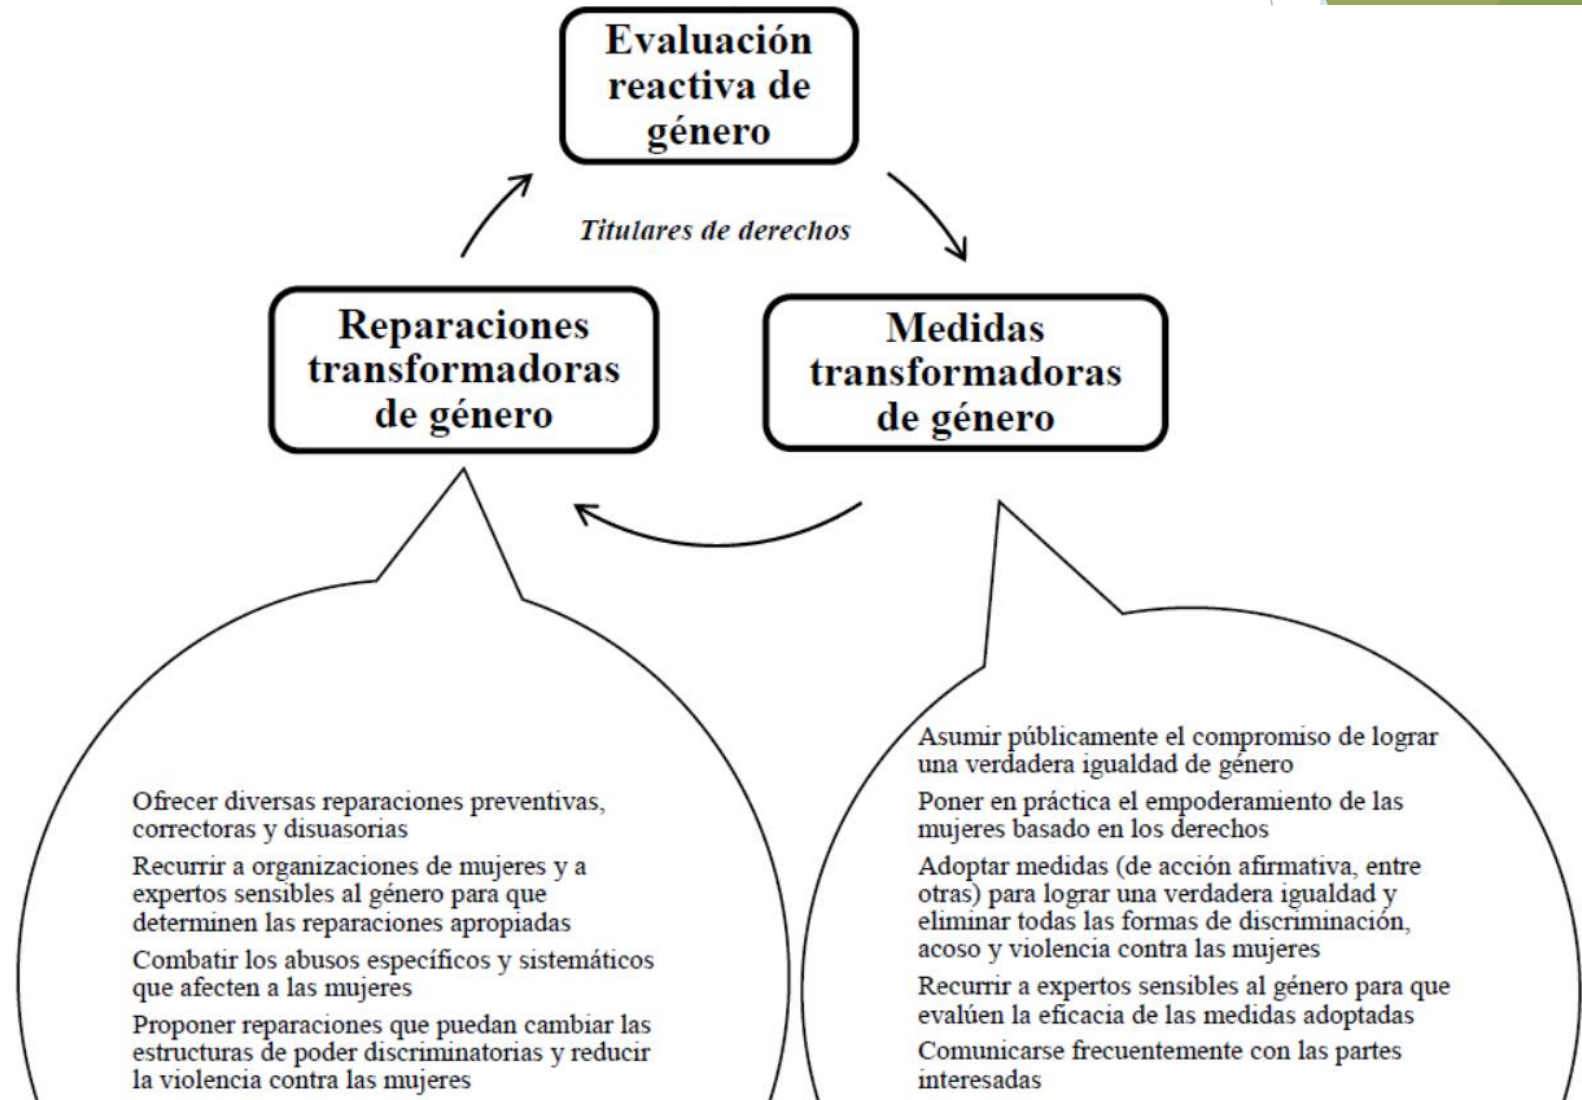 Evaluación
reactiva de
género
Titulares de derechos
Reparaciones
transformadoras
de género
Medidas
transformadoras
de género
Ofrecer diversas reparaciones preventivas,
correctoras y disuasorias
Recurrir a organizaciones de mujeres y a
expertos sensibles al género para que
determinen las reparaciones apropiadas
Combatir los abusos específicos y sistemáticos
que afecten a las mujeres
Proponer reparaciones que puedan cambiar las
estructuras de poder discriminatorias y reducir
la violencia contra las mujeres
Asumir públicamente el compromiso de lograr
una verdadera igualdad de género
Poner en práctica el empoderamiento de las
mujeres basado en los derechos
Adoptar medidas (de acción afirmativa, entre
otras) para lograr una verdadera igualdad y
eliminar todas las formas de discriminación,
acoso y violencia contra las mujeres
Recurrir a expertos sensibles al género para que
evalúen la eficacia de las medidas adoptadas
Comunicarse frecuentemente con las partes
interesadas